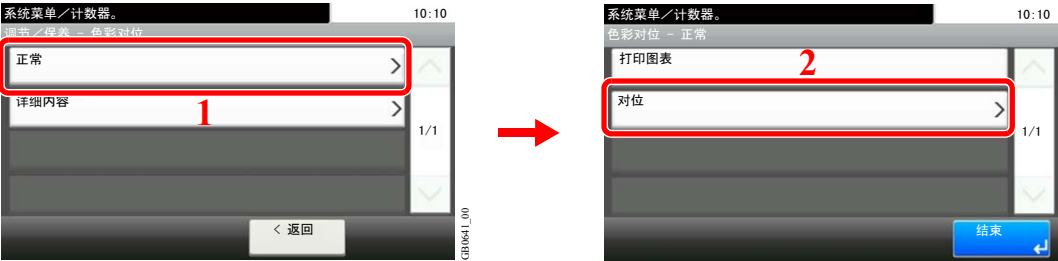 系统菜单／计数器。
10:10
调节／保养 - 色彩对位
正常
1
详细内容
1/1
< 返回
GB0641_00
系统菜单／计数器。
10:10
色彩对位 - 正常
打印图表
2
对位
1/1
结束